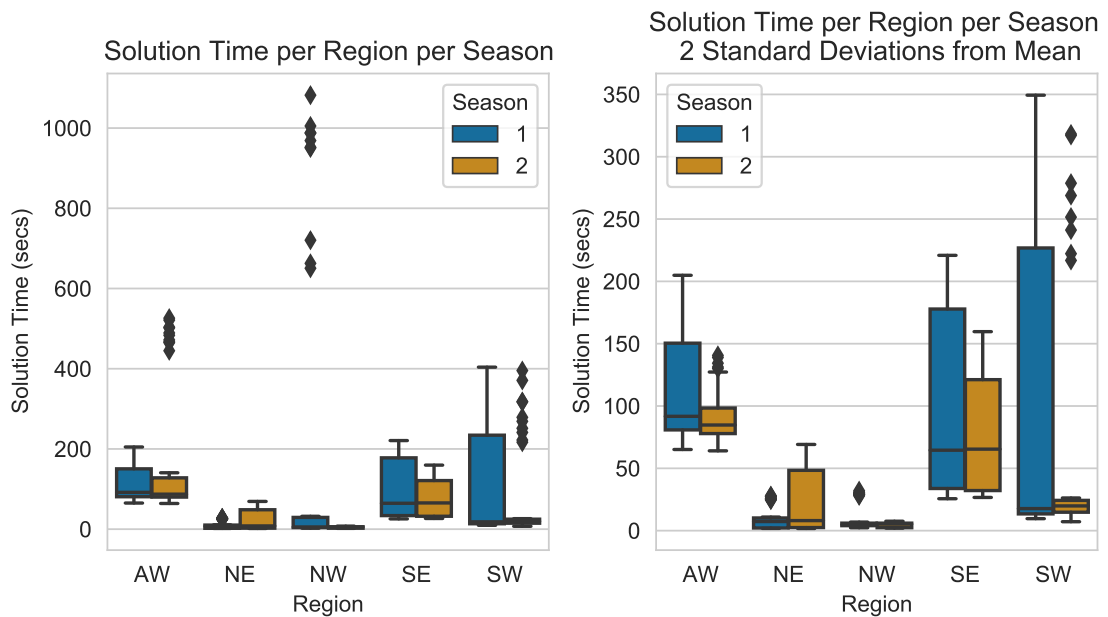 Solution Time per Region per Season
Season
1
2
1000
800
600
400
200
0
Solution Time (secs)
AW NE NW SE SW
Region
Solution Time per Region per Season
2 Standard Deviations from Mean
Season
1
2
350
300
250
200
150
100
50
0
Solution Time (secs)
AW NE NW SE SW
Region